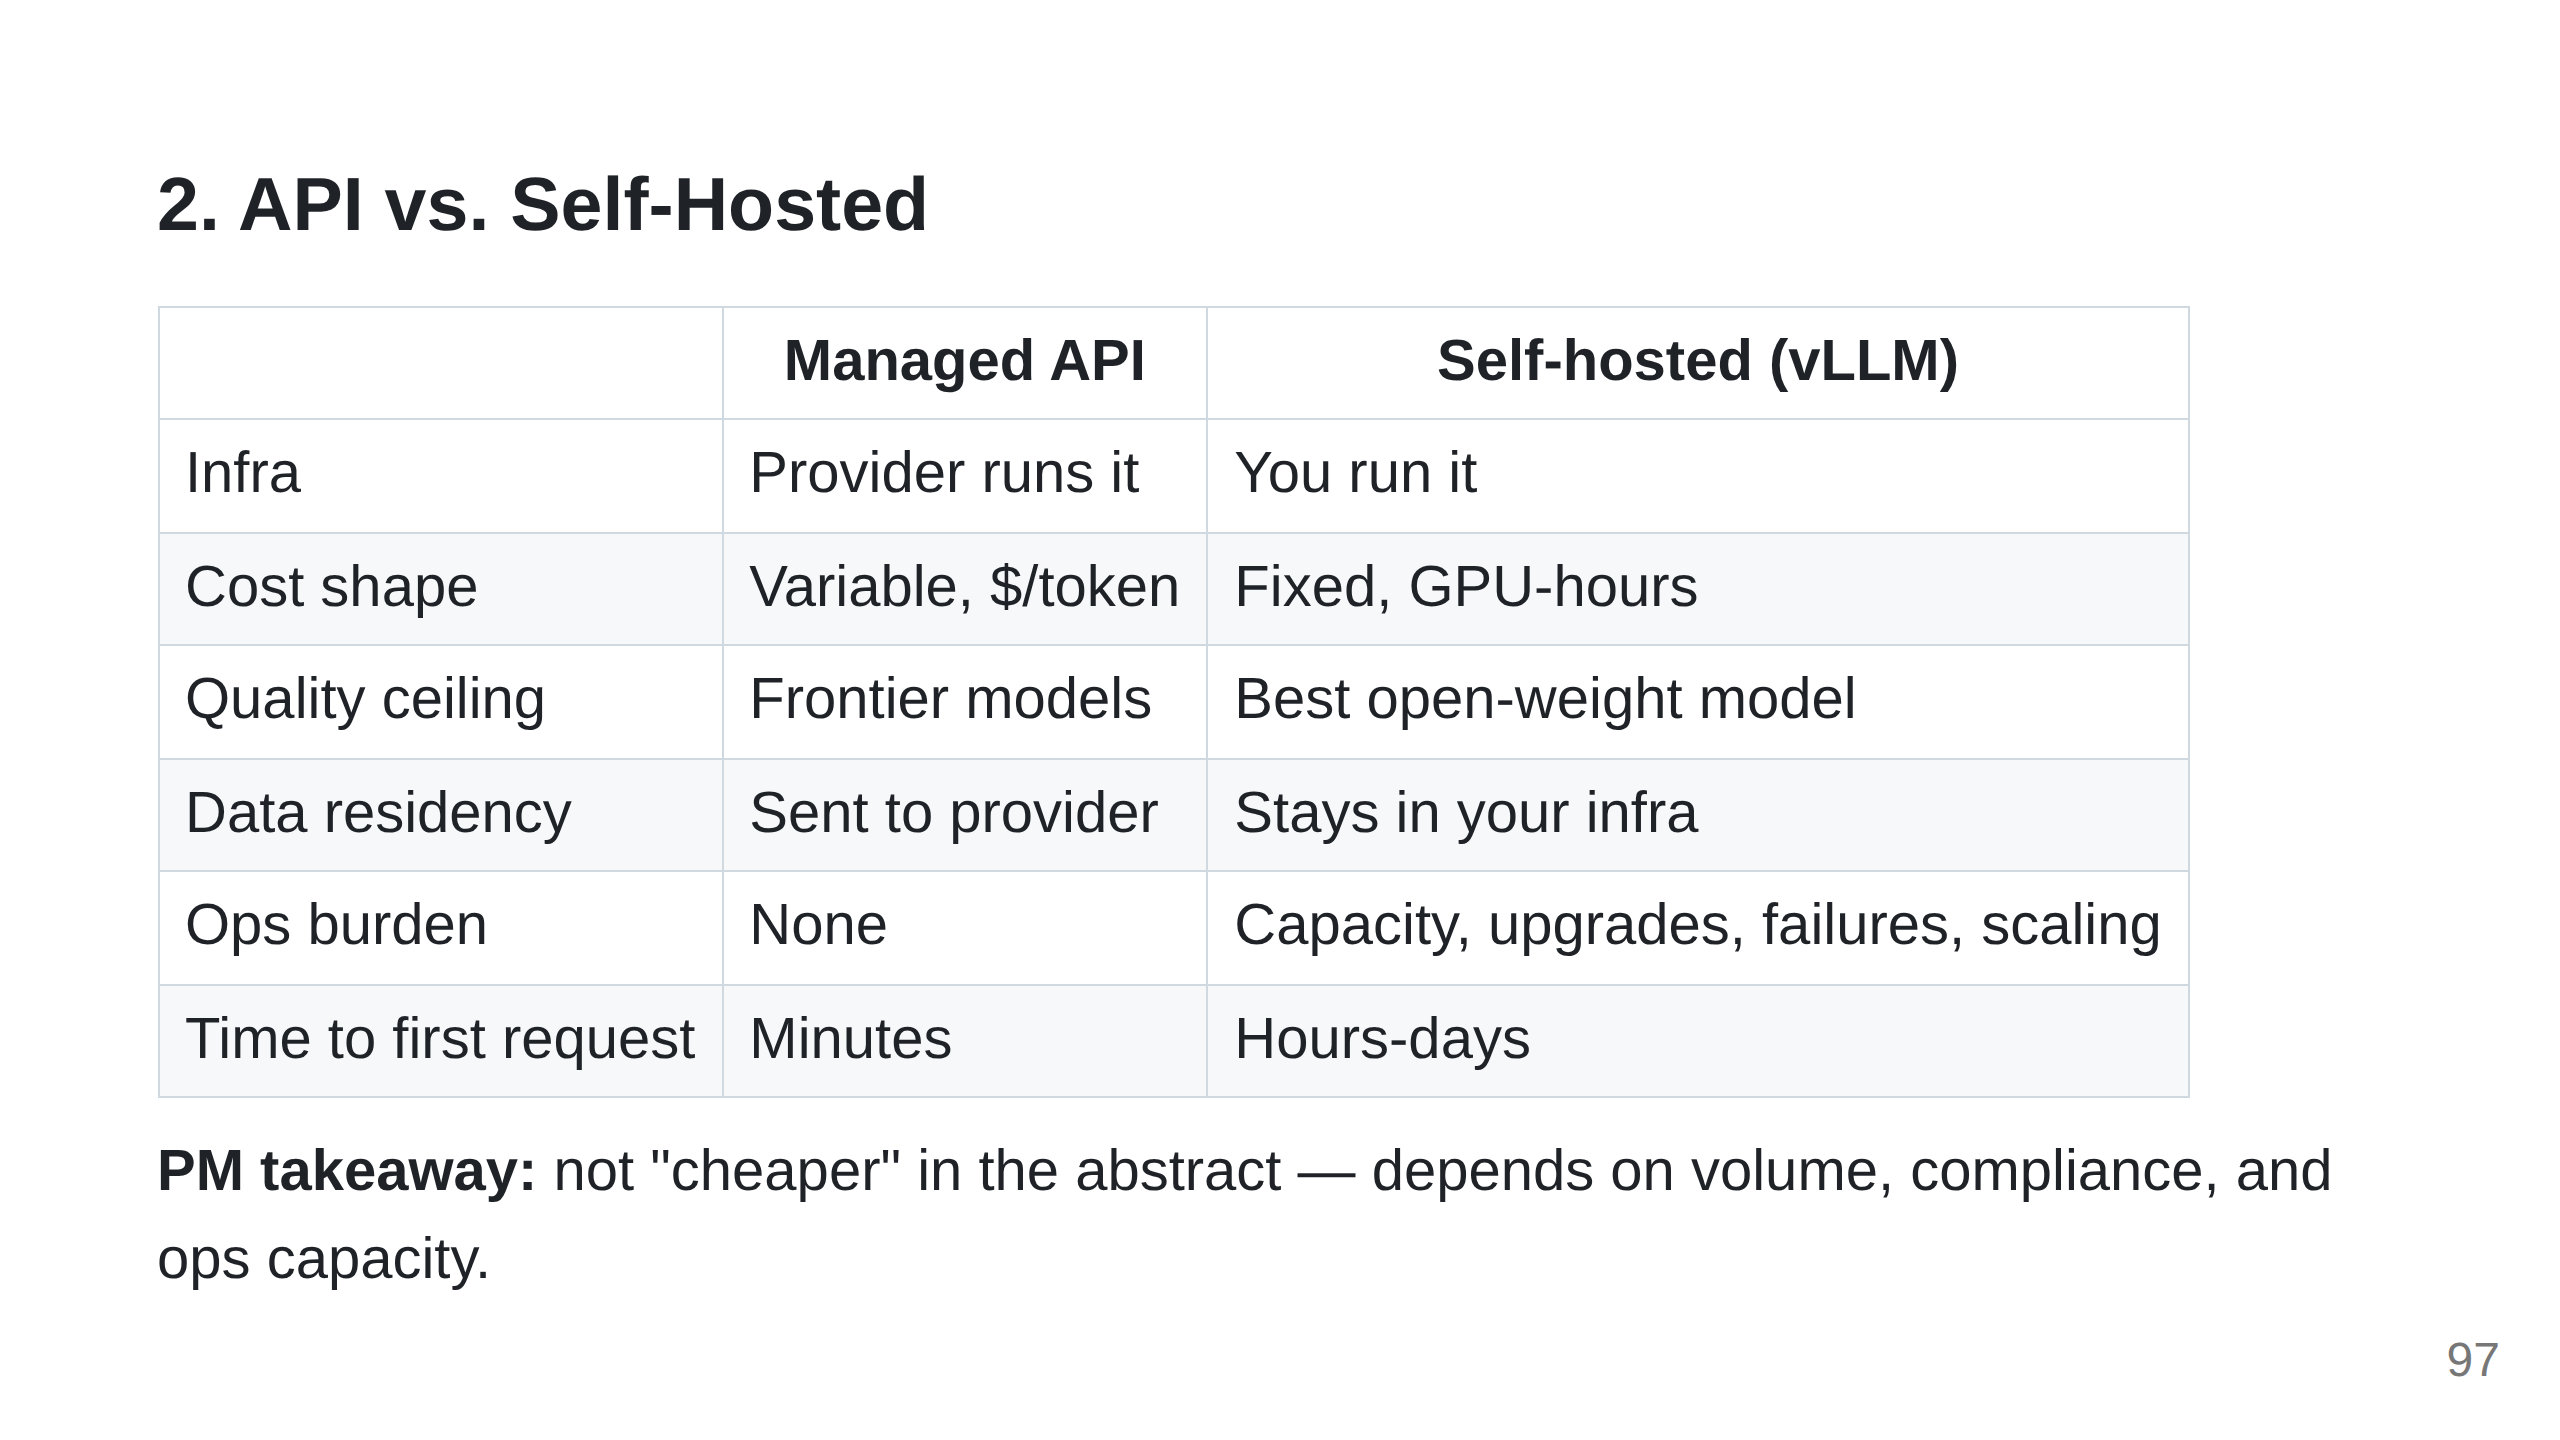 2. API vs. Self-Hosted
Managed API Self-hosted (vLLM)
Infra Provider runs it You run it
Cost shape Variable, $/token Fixed, GPU-hours
Quality ceiling Frontier models Best open-weight model
Data residency Sent to provider Stays in your infra
Ops burden None Capacity, upgrades, failures, scaling
Time to first request Minutes Hours-days
PM takeaway: not "cheaper" in the abstract — depends on volume, compliance, and
ops capacity.
97